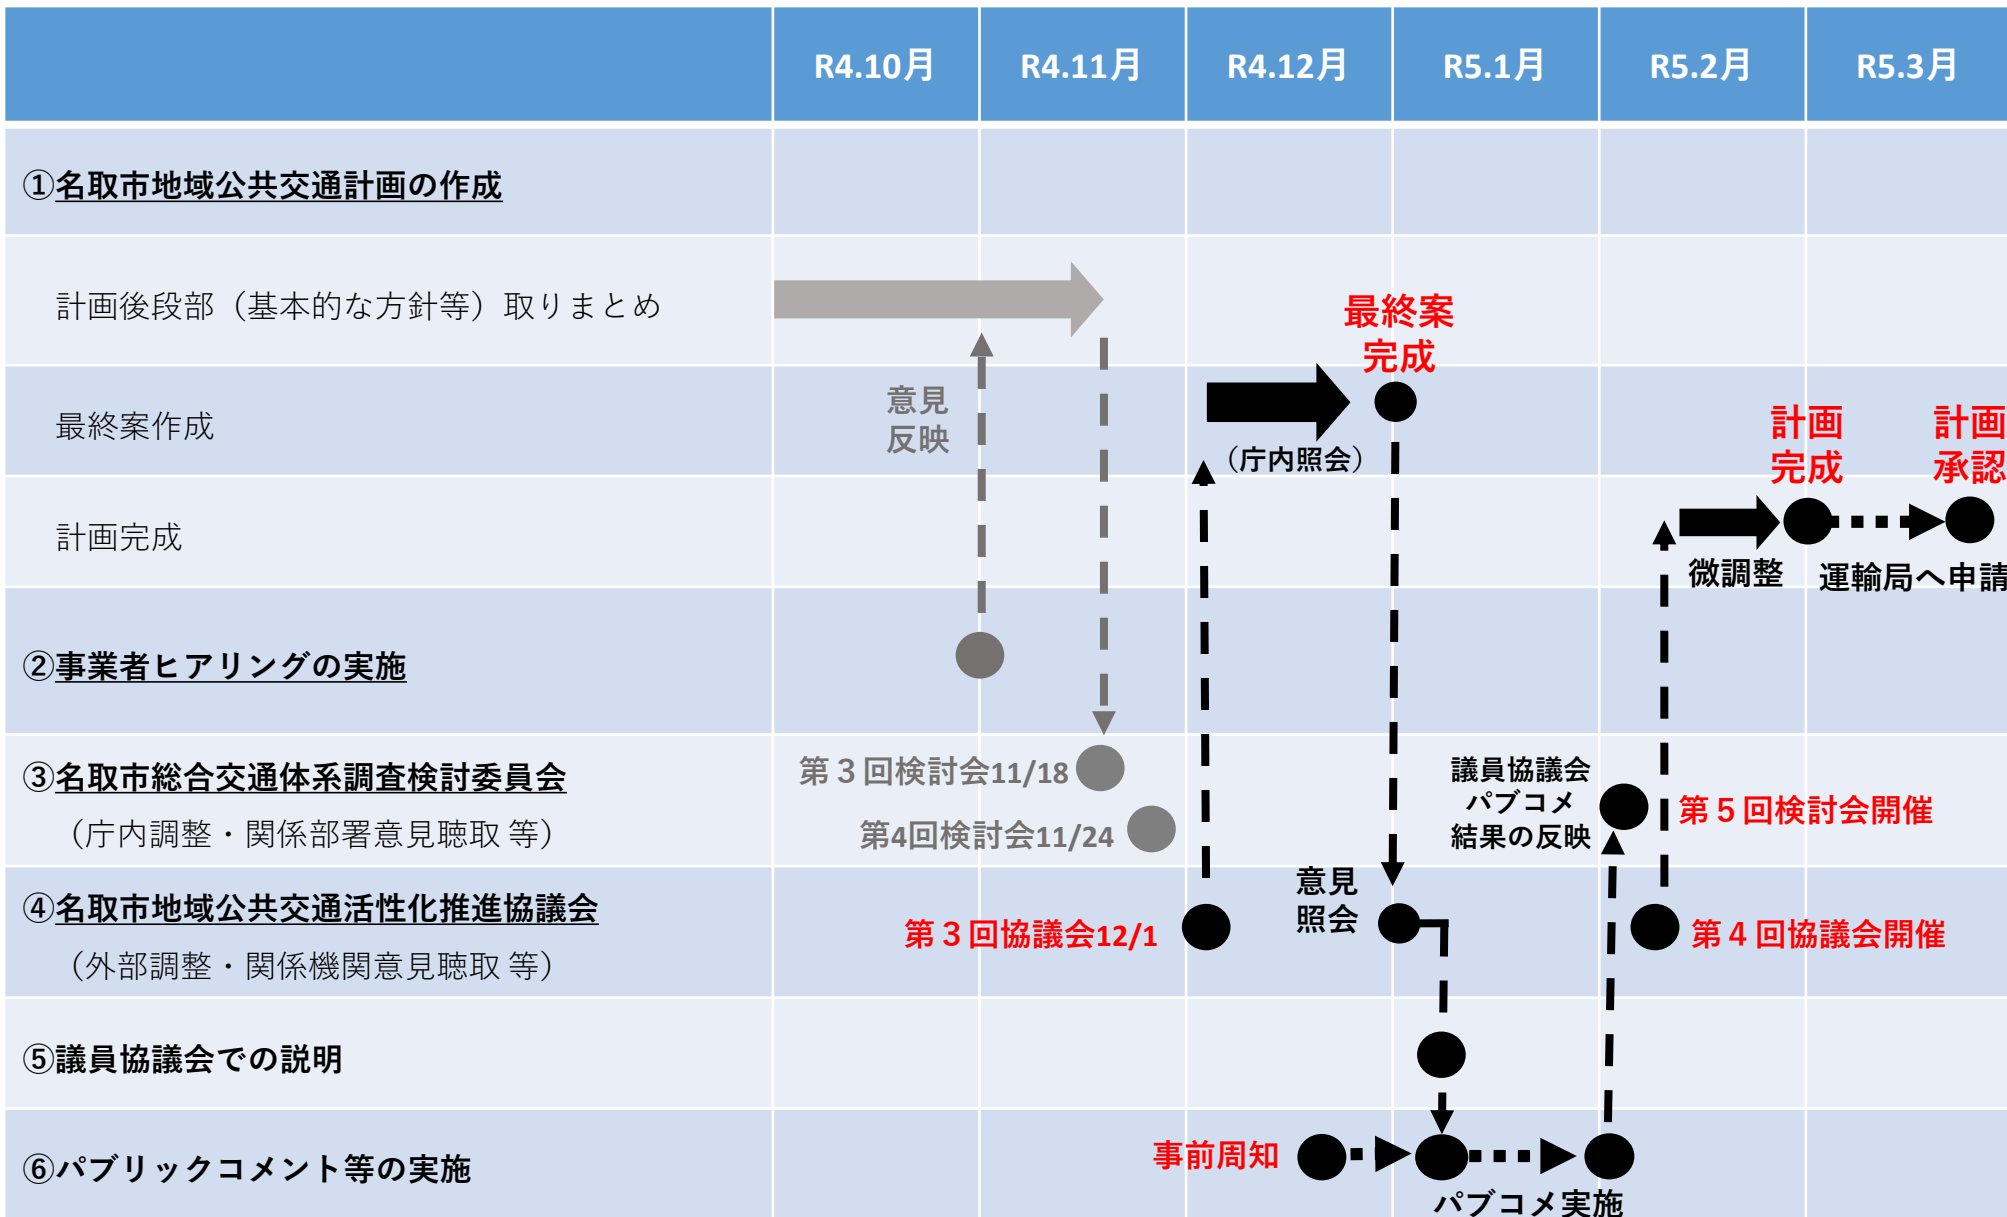 R4.10月 R4.11月 R4.12月 R5.1月 R5.2月 R5.3月
①名取市地域公共交通計画の作成
計画後段部（基本的な方針等）取りまとめ
最終案
完成
最終案作成
意見
反映
（庁内照会）
計画
完成
計画
承認
計画完成
微調整
運輸局へ申請
②事業者ヒアリングの実施
③名取市総合交通体系調査検討委員会
（庁内調整・関係部署意見聴取 等）
第３回検討会11/18
第4回検討会11/24
議員協議会
パブコメ
結果の反映
第５回検討会開催
④名取市地域公共交通活性化推進協議会
（外部調整・関係機関意見聴取 等）
第３回協議会12/1
意見
照会
第４回協議会開催
⑤議員協議会での説明
⑥パブリックコメント等の実施
事前周知
パブコメ実施